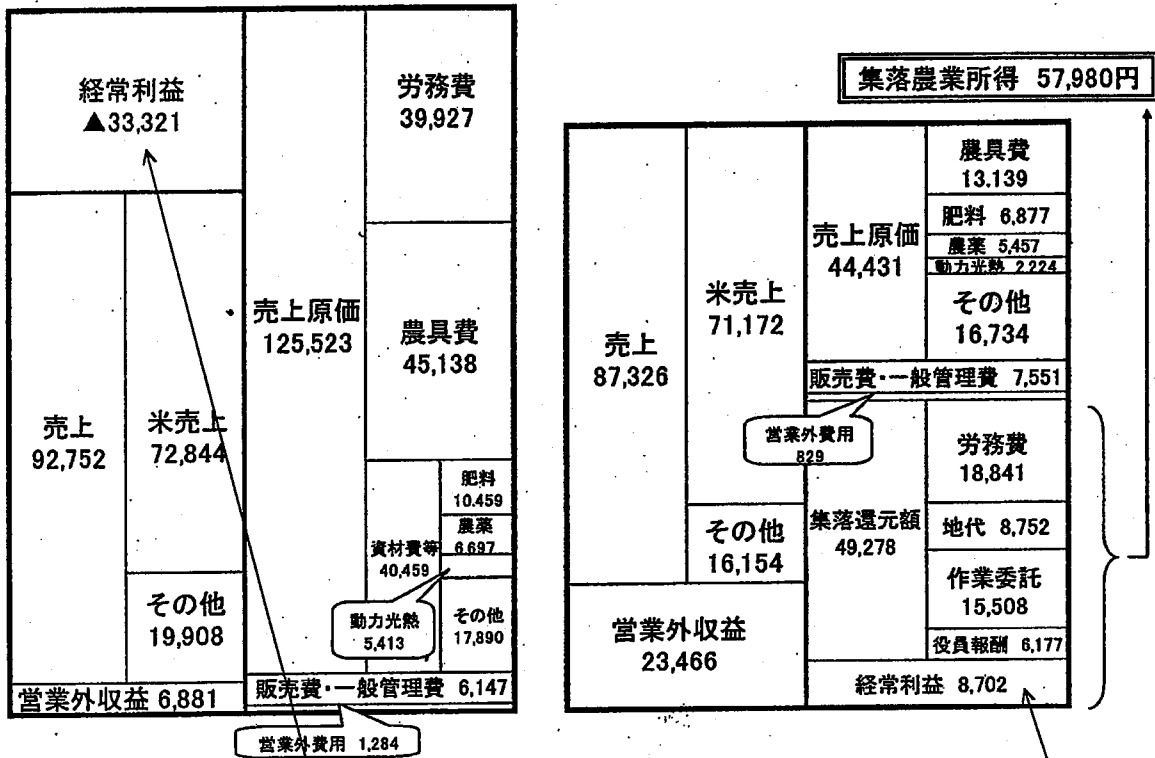 経常利益
▲33,321
売上
92,752
米売上
72,844
その他
19,908
営業外収益 6,881
売上原価
125,523
労務費
39,927
農具費
45,138
資材費等
40,459
肥料
10.459
農薬
6.697
動力光熱
5,413
その他
17,890
販売費・一般管理費 6,147
営業外費用 1,284
集落農業所得 57,980円
売上
87,326
米売上
71,172
その他
16,154
営業外収益
23,466
売上原価
44,431
農具費
13.139
肥料 6,877
農薬 5,457
動力光熱 2.224
その他
16,734
販売費・一般管理費 7,551
営業外費用
829
集落還元額
49,278
労務費
18,841
地代 8,752
作業委託
15,508
役員報酬 6,177
経常利益 8,702